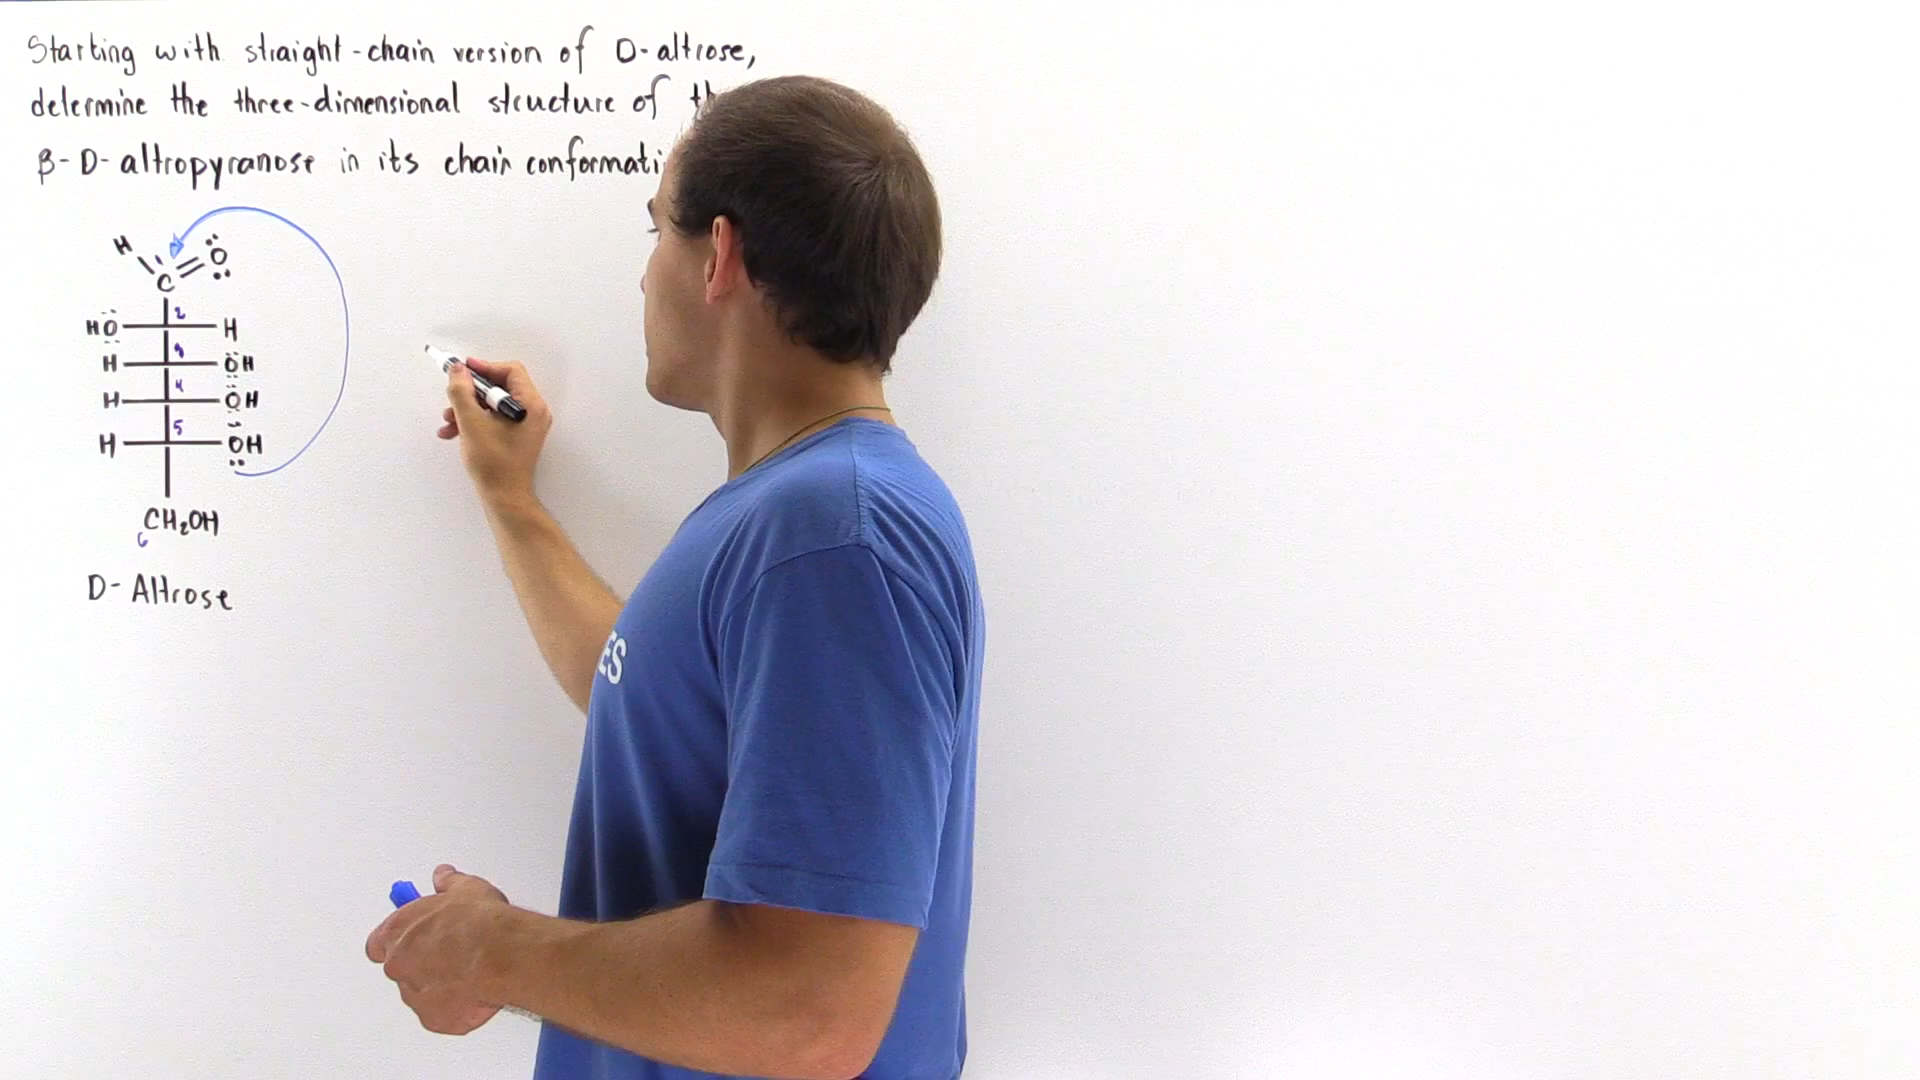 Starting with straight-chain version of D-altrose,
determine the three-dimensional structure of
β-D-altropyranose in its chair
H O
C
2
HO H
3
H OH
4
H OH
5
H OH
CH₂OH
6
D-Altrose
ES